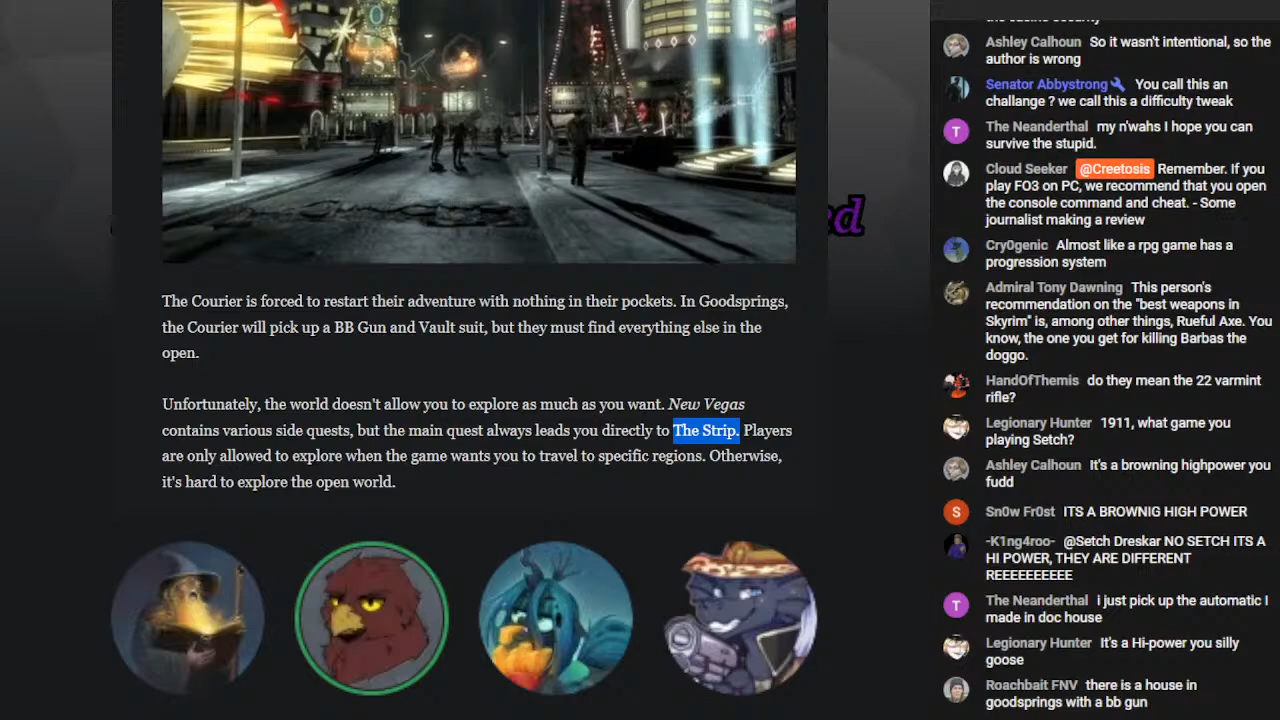 The Courier is forced to restart their adventure with nothing in their pockets. In Goodsprings,
the Courier will pick up a BB Gun and Vault suit, but they must find everything else in the
open.
Unfortunately, the world doesn't allow you to explore as much as you want. New Vegas
contains various side quests, but the main quest always leads you directly to The Strip. Players
are only allowed to explore when the game wants you to travel to specific regions. Otherwise,
it's hard to explore the open world.
Ashley Calhoun So it wasn't intentional, so the
author is wrong
Senator Abbystrong You call this an
challange ? we call this a difficulty tweak
T
The Neanderthal my n'wahs I hope you can
survive the stupid.
Cloud Seeker @Creetosis Remember. If you
play FO3 on PC, we recommend that you open
the console command and cheat. - Some
journalist making a review
Cry0genic Almost like a rpg game has a
progression system
Admiral Tony Dawning This person's
recommendation on the "best weapons in
Skyrim" is, among other things, Rueful Axe. You
know, the one you get for killing Barbas the
doggo.
HandOfThemis do they mean the 22 varmint
rifle?
Legionary Hunter 1911, what game you
playing Setch?
Ashley Calhoun It's a browning highpower you
fudd
S
Sn0w Fr0st ITS A BROWNIG HIGH POWER
-K1ng4roo- @Setch Dreskar NO SETCH ITS A
HI POWER, THEY ARE DIFFERENT
REEEEEEEEEE
T
The Neanderthal i just pick up the automatic I
made in doc house
Legionary Hunter It's a Hi-power you silly
goose
Roachbait FNV there is a house in
goodsprings with a bb gun